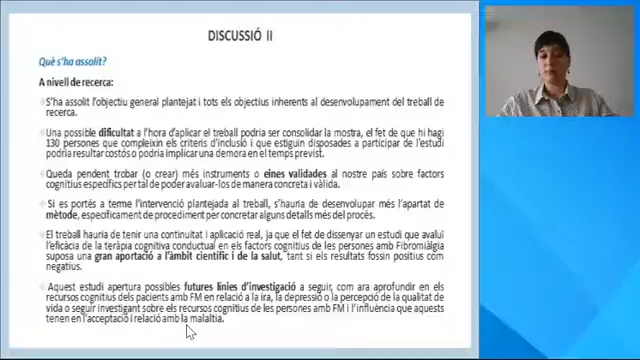 DISCUSSIÓ II
Què s'ha assolit?
A nivell de recerca:
S'ha assolit l'objectiu general plantejat i tots els objectius inherents al desenvolupament del treball de
recerca.
Una possible dificultat a l'hora d'aplicar el treball podria ser consolidar la mostra, el fet de que hi hagi
130 persones que compleixin els criteris d'inclusió i que estiguin disposades a participar de l'estudi
podria resultar costós o podria implicar una demora en el temps previst.
Queda pendent trobar (o crear) més instruments o eines validades al nostre país sobre factors
cognitius específics per tal de poder avaluar-los de manera concreta i vàlida.
Si es portés a terme l'intervenció plantejada al treball, s'hauria de desenvolupar més l'apartat de
mètode, específicament de procediment per concretar alguns detalls més del procés.
El treball hauria de tenir una continuitat i aplicació real, ja que el fet de dissenyar un estudi que avaluï
l'eficàcia de la teràpia cognitiva conductual en els factors cognitius de les persones amb Fibromiàlgia
suposa una gran aportació a l'àmbit científic i de la salut, tant si els resultats fossin positius com
negatius.
Aquest estudi apertura possibles futures línies d'investigació a seguir, com ara aprofundir en els
recursos cognitius dels pacients amb FM en relació a la ira, la depressió o la percepció de la qualitat de
vida o seguir investigant sobre els recursos cognitius de les persones amb FM i l'influència que aquests
tenen en l'acceptació i relació amb la malaltia.